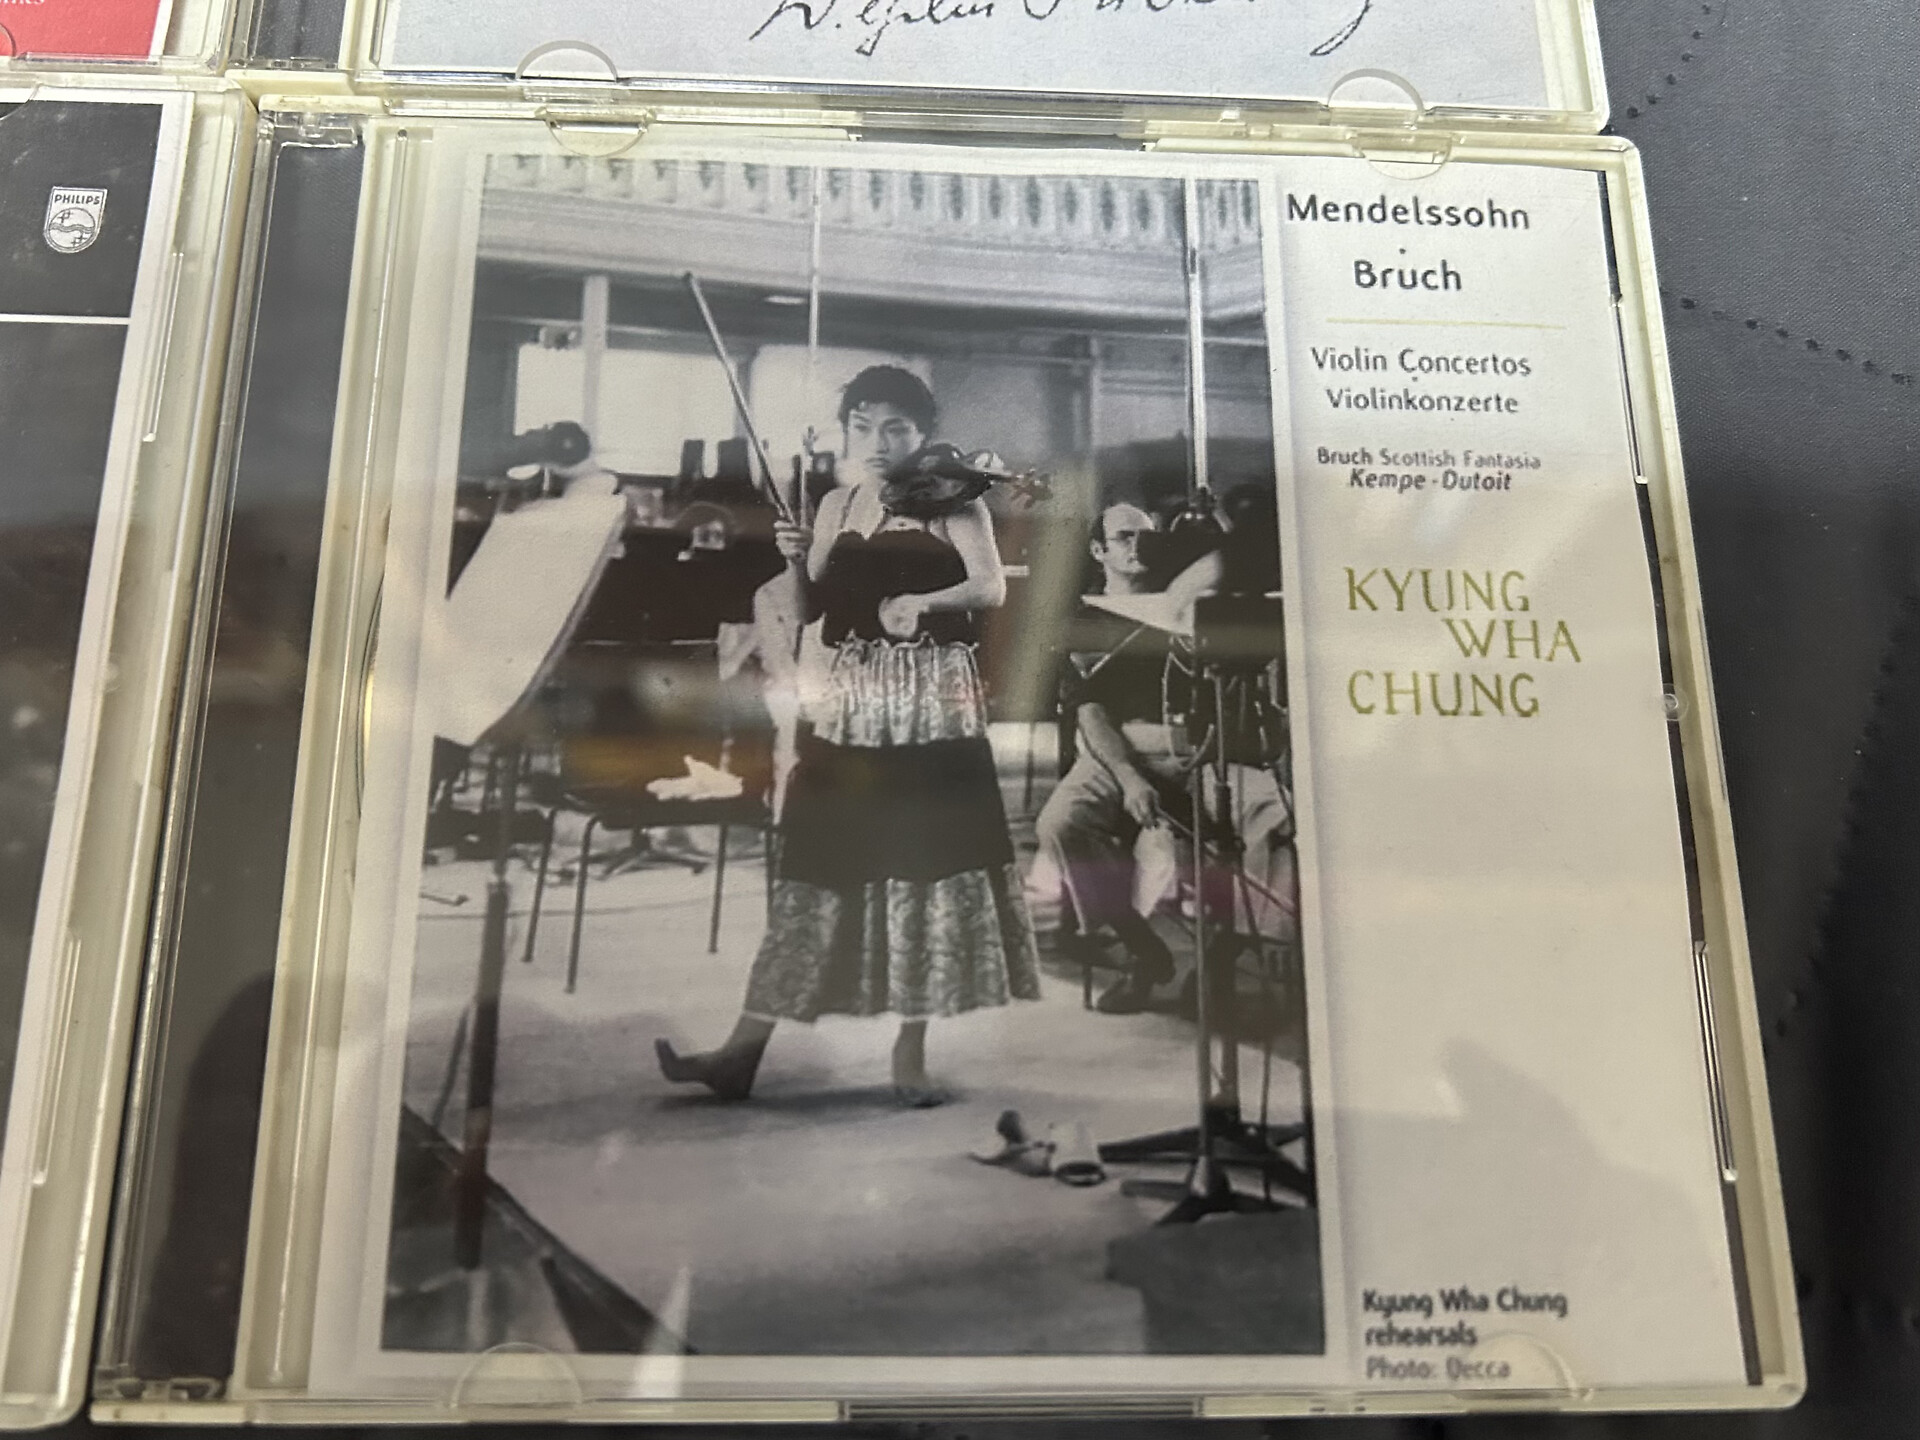 PHILIPS
Mendelssohn
·
Bruch
Violin Concertos
·
Violinkonzerte
Bruch Scottish Fantasia
Kempe - Dutoit
KYUNG
WHA
CHUNG
Kyung Wha Chung
rehearsals
Photo: Decca